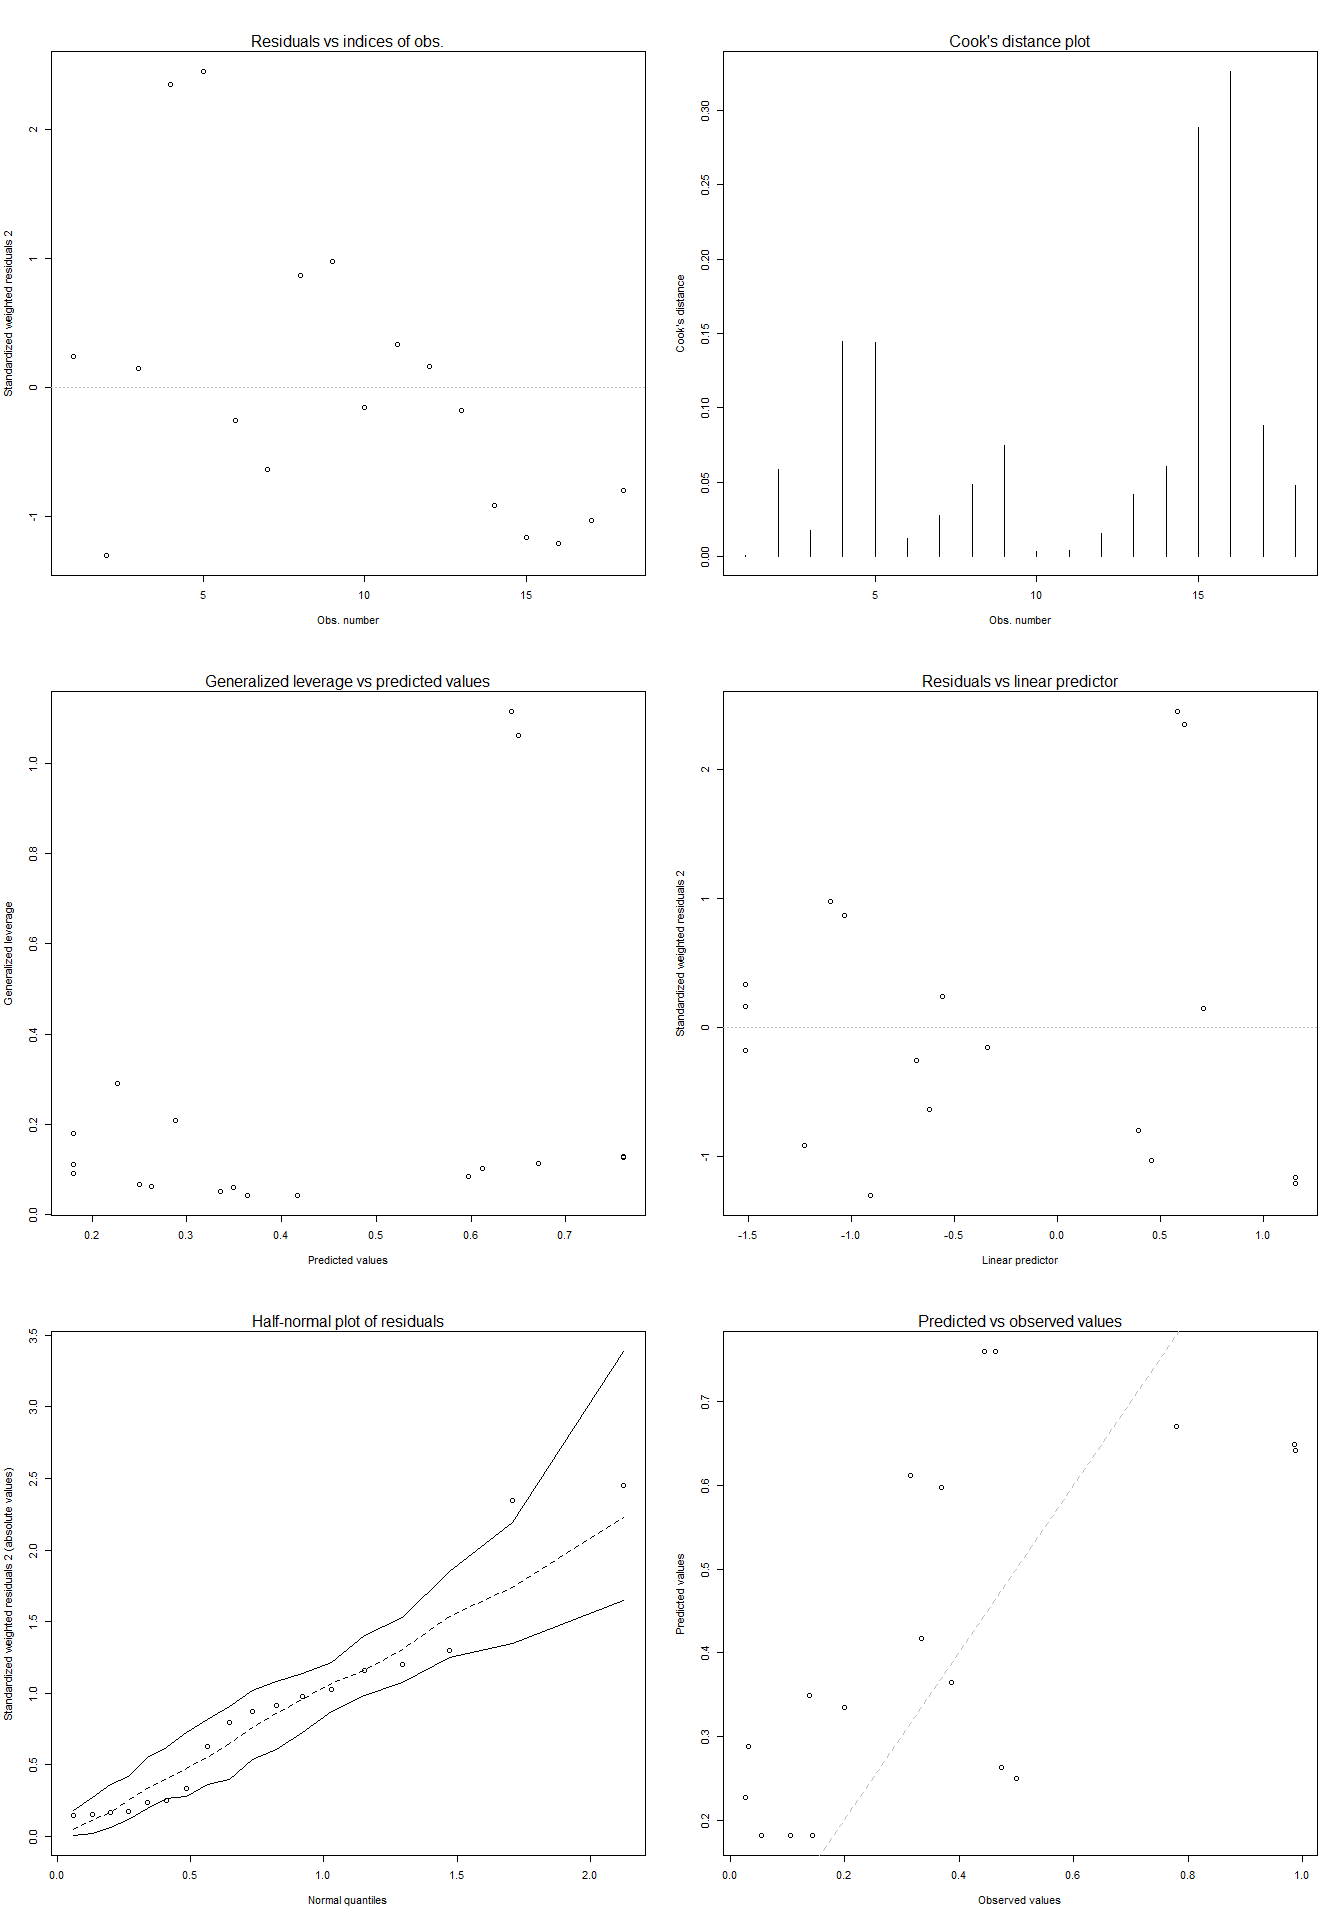 Residuals vs indices of obs.
Standardized weighted residuals 2
-1 0 1 2
5 10 15
Obs. number
Cook's distance plot
Cook's distance
0.00 0.05 0.10 0.15 0.20 0.25 0.30
5 10 15
Obs. number
Generalized leverage vs predicted values
Generalized leverage
0.0 0.2 0.4 0.6 0.8 1.0
0.2 0.3 0.4 0.5 0.6 0.7
Predicted values
Residuals vs linear predictor
Standardized weighted residuals 2
-1 0 1 2
-1.5 -1.0 -0.5 0.0 0.5 1.0
Linear predictor
Half-normal plot of residuals
Standardized weighted residuals 2 (absolute values)
0.0 0.5 1.0 1.5 2.0 2.5 3.0 3.5
0.0 0.5 1.0 1.5 2.0
Normal quantiles
Predicted vs observed values
Predicted values
0.2 0.3 0.4 0.5 0.6 0.7
0.0 0.2 0.4 0.6 0.8 1.0
Observed values